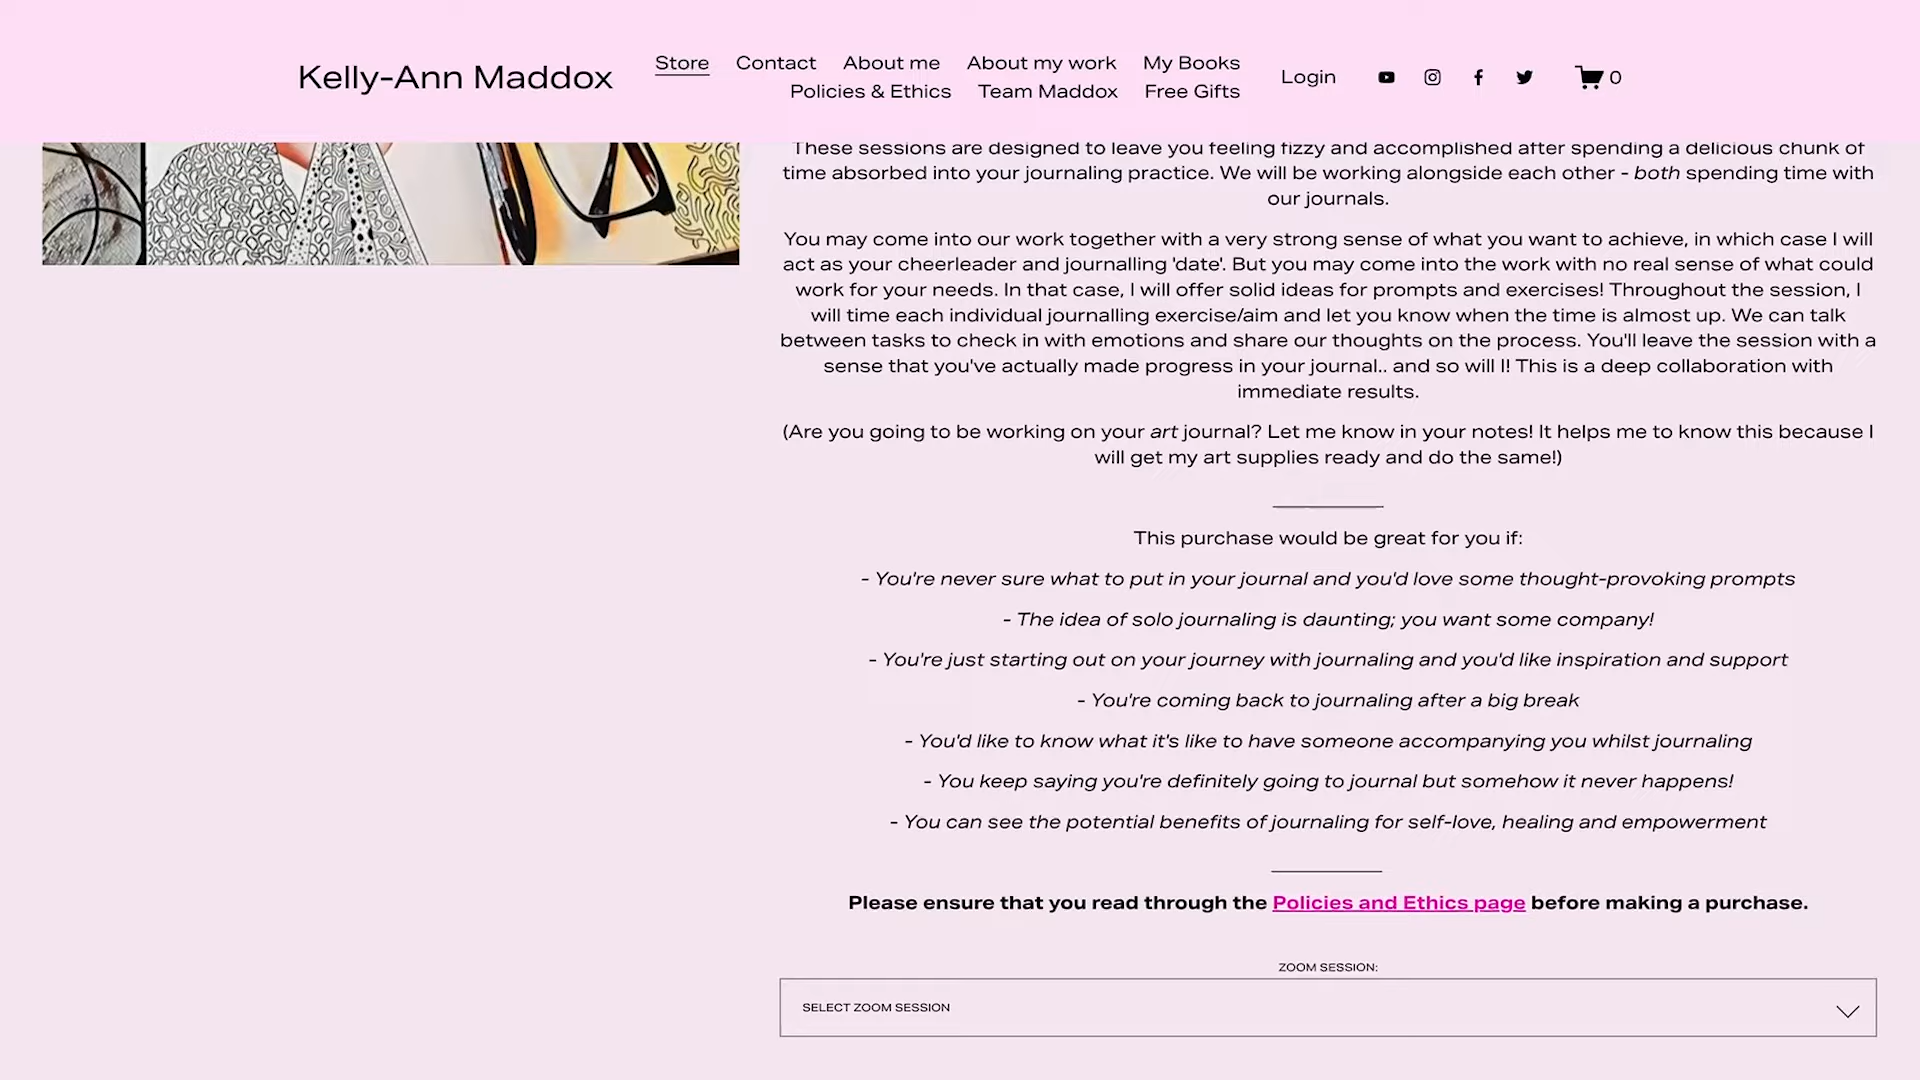 Kelly-Ann Maddox
Store Contact About me About my work My Books
Policies & Ethics Team Maddox Free Gifts
Login
0
These sessions are designed to leave you feeling fizzy and accomplished after spending a delicious chunk of
time absorbed into your journaling practice. We will be working alongside each other - both spending time with
our journals.
You may come into our work together with a very strong sense of what you want to achieve, in which case I will
act as your cheerleader and journalling 'date'. But you may come into the work with no real sense of what could
work for your needs. In that case, I will offer solid ideas for prompts and exercises! Throughout the session, I
will time each individual journalling exercise/aim and let you know when the time is almost up. We can talk
between tasks to check in with emotions and share our thoughts on the process. You'll leave the session with a
sense that you've actually made progress in your journal.. and so will I! This is a deep collaboration with
immediate results.
(Are you going to be working on your art journal? Let me know in your notes! It helps me to know this because I
will get my art supplies ready and do the same!)
This purchase would be great for you if:
- You're never sure what to put in your journal and you'd love some thought-provoking prompts
- The idea of solo journaling is daunting; you want some company!
- You're just starting out on your journey with journaling and you'd like inspiration and support
- You're coming back to journaling after a big break
- You'd like to know what it's like to have someone accompanying you whilst journaling
- You keep saying you're definitely going to journal but somehow it never happens!
- You can see the potential benefits of journaling for self-love, healing and empowerment
Please ensure that you read through the Policies and Ethics page before making a purchase.
ZOOM SESSION:
SELECT ZOOM SESSION